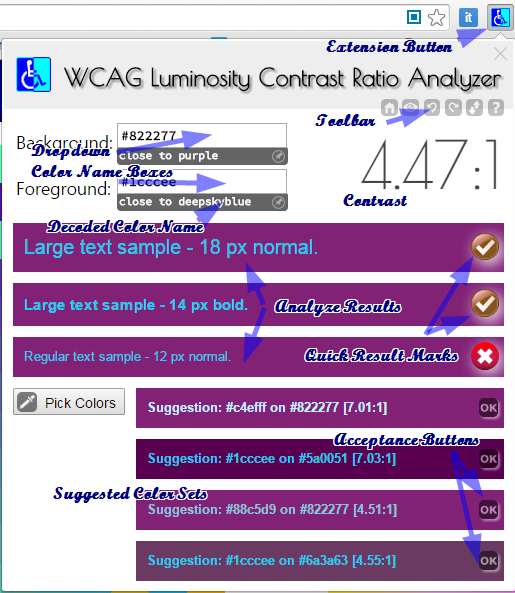 it
Extension Button
WCAG Luminosity Contrast Ratio Analyzer
Toolbar
Background: #822277
Dropdown
close to purple
Color Name Boxes
Foreground: #1cccee
4.47:1
close to deepskyblue
Contrast
Decoded Color Name
Large text sample - 18 px normal.
Large text sample - 14 px bold.
Analyze Results
Regular text sample - 12 px normal.
Quick Result Marks
Pick Colors
Suggestion: #c4efff on #822277 [7.01:1] OK
Acceptance Buttons
Suggestion: #1cccee on #5a0051 [7.03:1] OK
Suggested Color Sets
Suggestion: #88c5d9 on #822277 [4.51:1] OK
Suggestion: #1cccee on #6a3a63 [4.55:1] OK